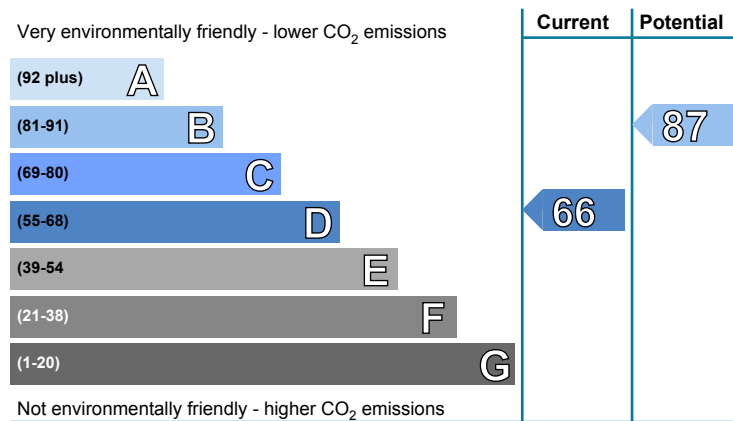 Very environmentally friendly - lower CO₂ emissions
Current
Potential
(92 plus) A
(81-91) B
87
(69-80) C
(55-68) D
66
(39-54 E
(21-38) F
(1-20) G
Not environmentally friendly - higher CO₂ emissions